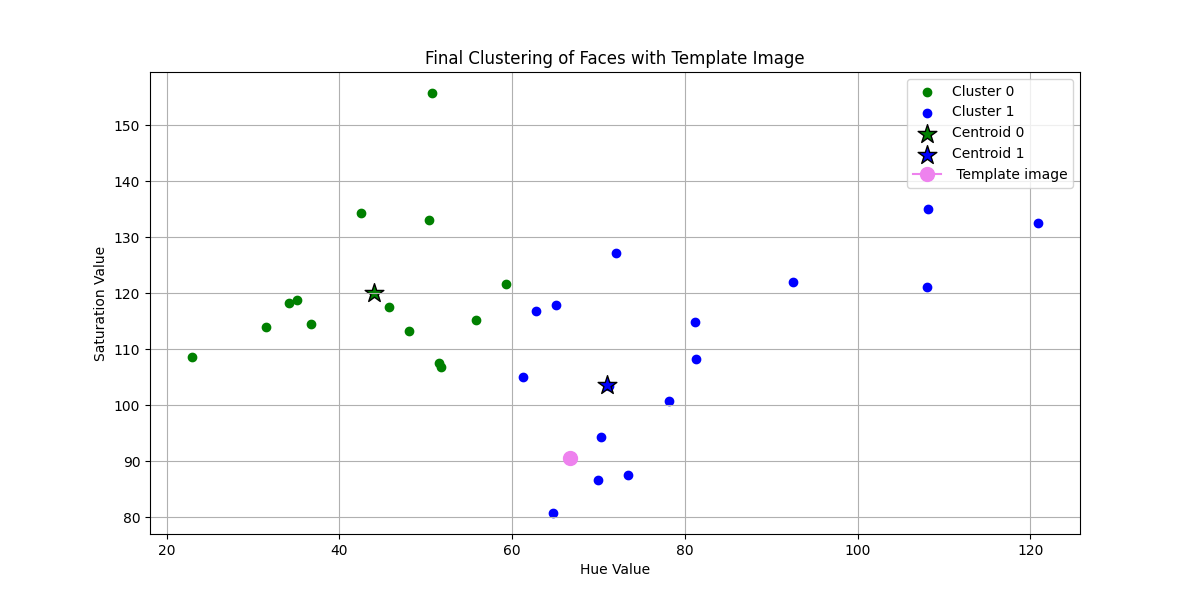 Final Clustering of Faces with Template Image
Cluster 0
Cluster 1
Centroid 0
Centroid 1
Template image
Saturation Value
150
140
130
120
110
100
90
80
20 40 60 80 100 120
Hue Value